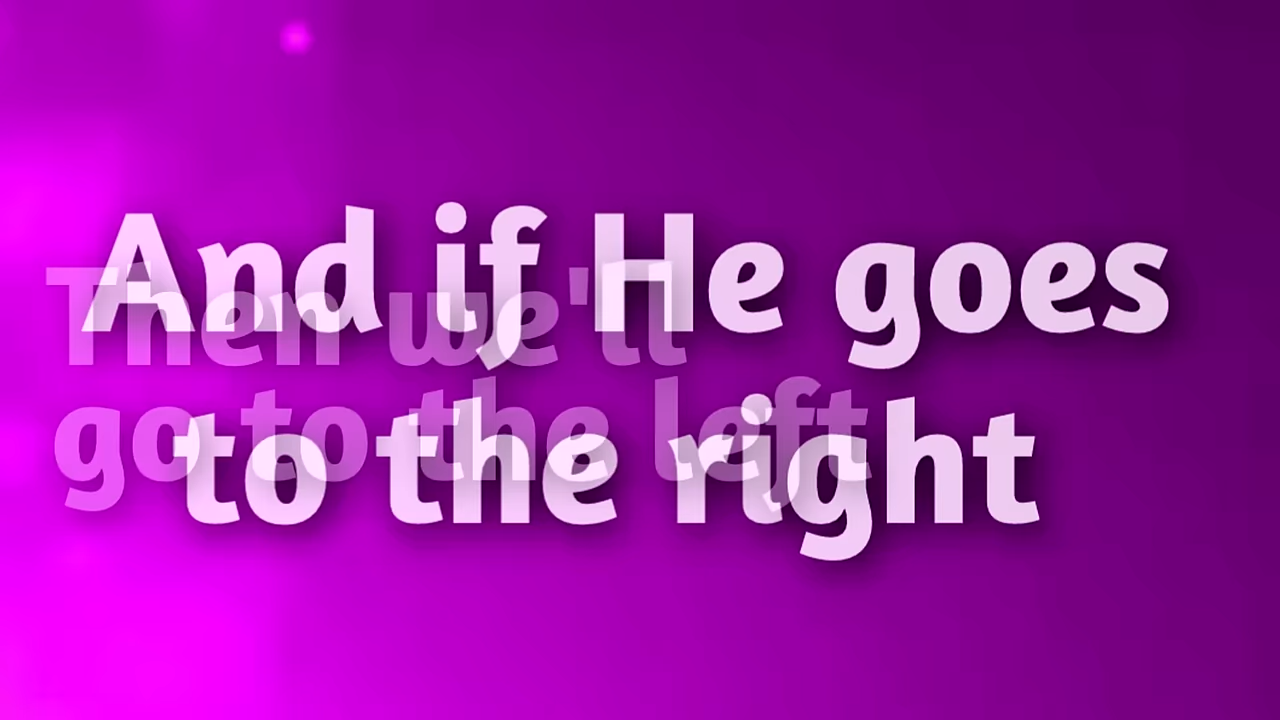 And if He goes
to the right
Then we'll
go to the left